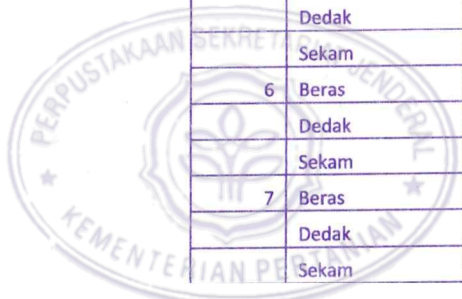 Dedak
Sekam
6 Beras
Dedak
Sekam
7 Beras
Dedak
Sekam
PERPUSTAKAAN SEKRETARIAT JENDERAL
KEMENTERIAN PERTANIAN